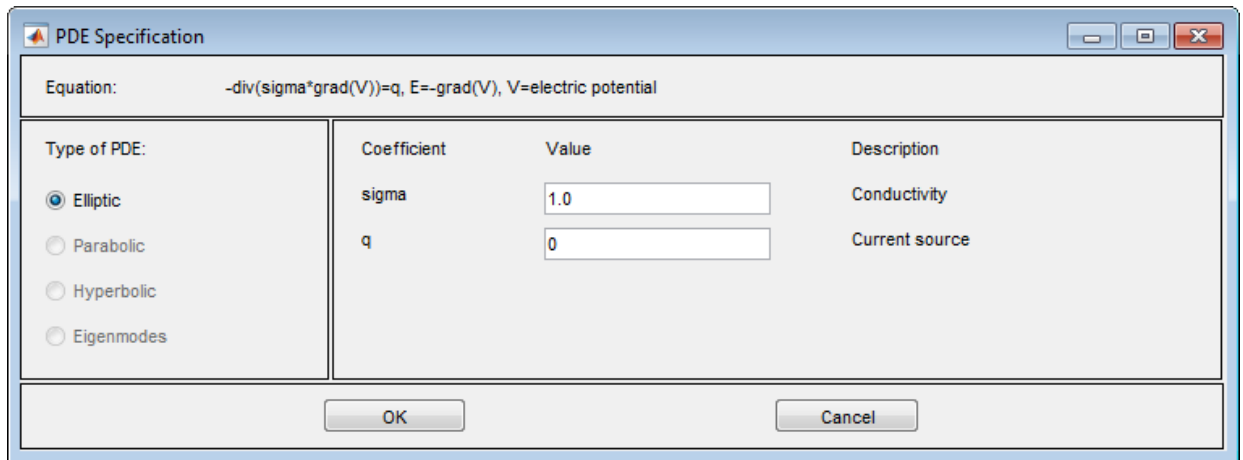 PDE Specification
Equation: -div(sigma*grad(V))=q, E=-grad(V), V=electric potential
Type of PDE:
Elliptic
Parabolic
Hyperbolic
Eigenmodes
Coefficient Value Description
sigma 1.0 Conductivity
q 0 Current source
OK Cancel